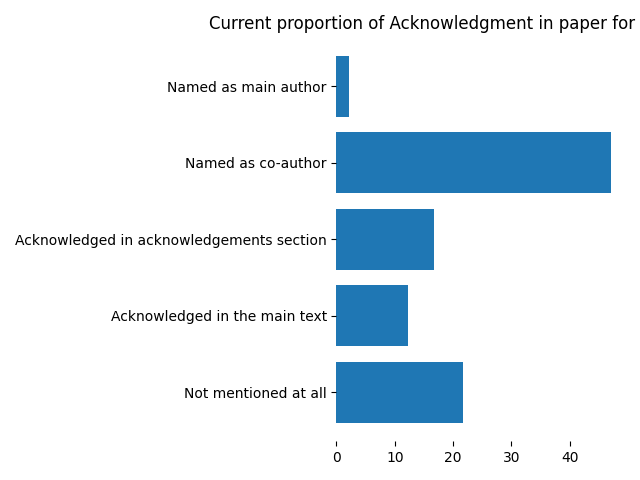 Current proportion of Acknowledgment in paper for
Named as main author
Named as co-author
Acknowledged in acknowledgements section
Acknowledged in the main text
Not mentioned at all
0 10 20 30 40